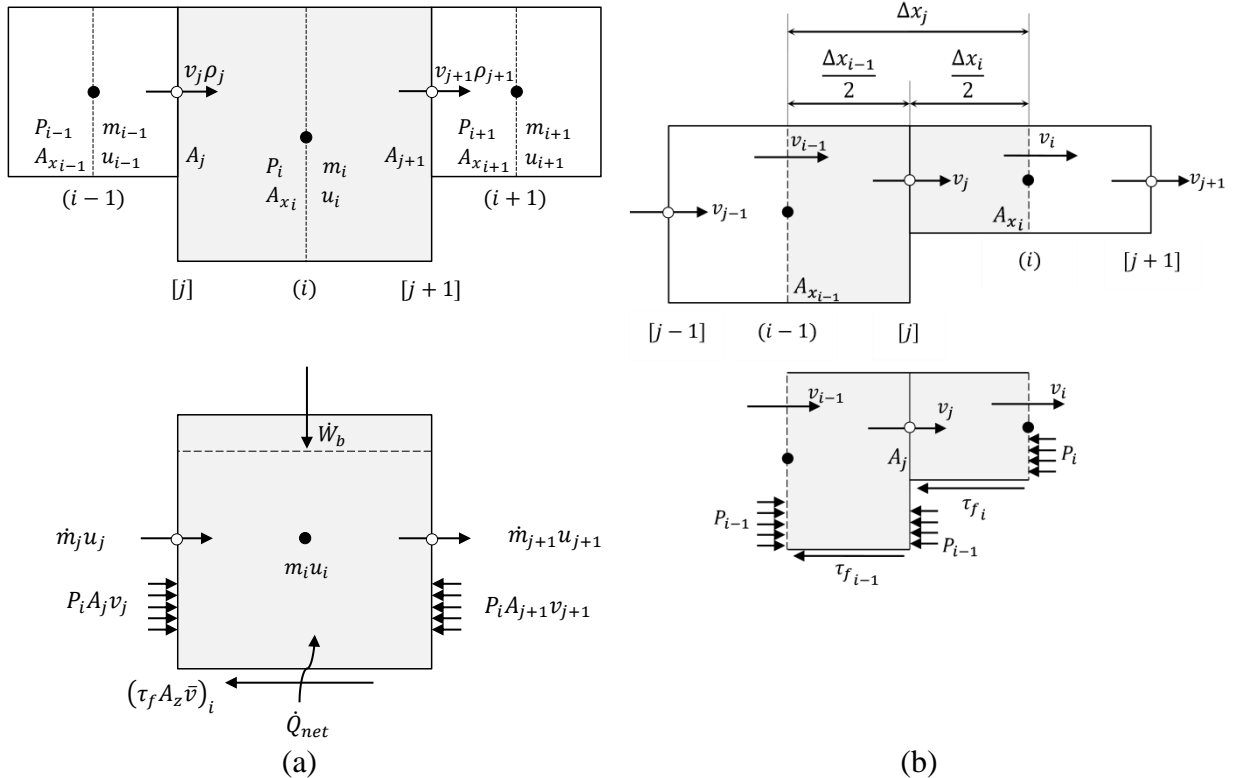 v_j ρ_j
v_{j+1} ρ_{j+1}
P_{i−1} m_{i−1}
A_{x_{i−1}} u_{i−1}
A_j
P_i m_i
A_{x_i} u_i
A_{j+1}
P_{i+1} m_{i+1}
A_{x_{i+1}} u_{i+1}
(i − 1)
(i + 1)
[j] (i) [j + 1]
Ẇ_b
ṁ_j u_j
ṁ_{j+1} u_{j+1}
m_i u_i
P_i A_j v_j
P_i A_{j+1} v_{j+1}
(τ_f A_z v̄)_i
Q̇_{net}
(a)
Δx_j
Δx_{i−1}/2
Δx_i/2
v_{i−1}
v_i
v_j
v_{j+1}
v_{j−1}
A_{x_i}
A_{x_{i−1}}
(i) [j + 1]
[j − 1] (i − 1) [j]
v_{i−1}
v_i
v_j
A_j
P_i
τ_{f_i}
P_{i−1}
P_{i−1}
τ_{f_{i−1}}
(b)